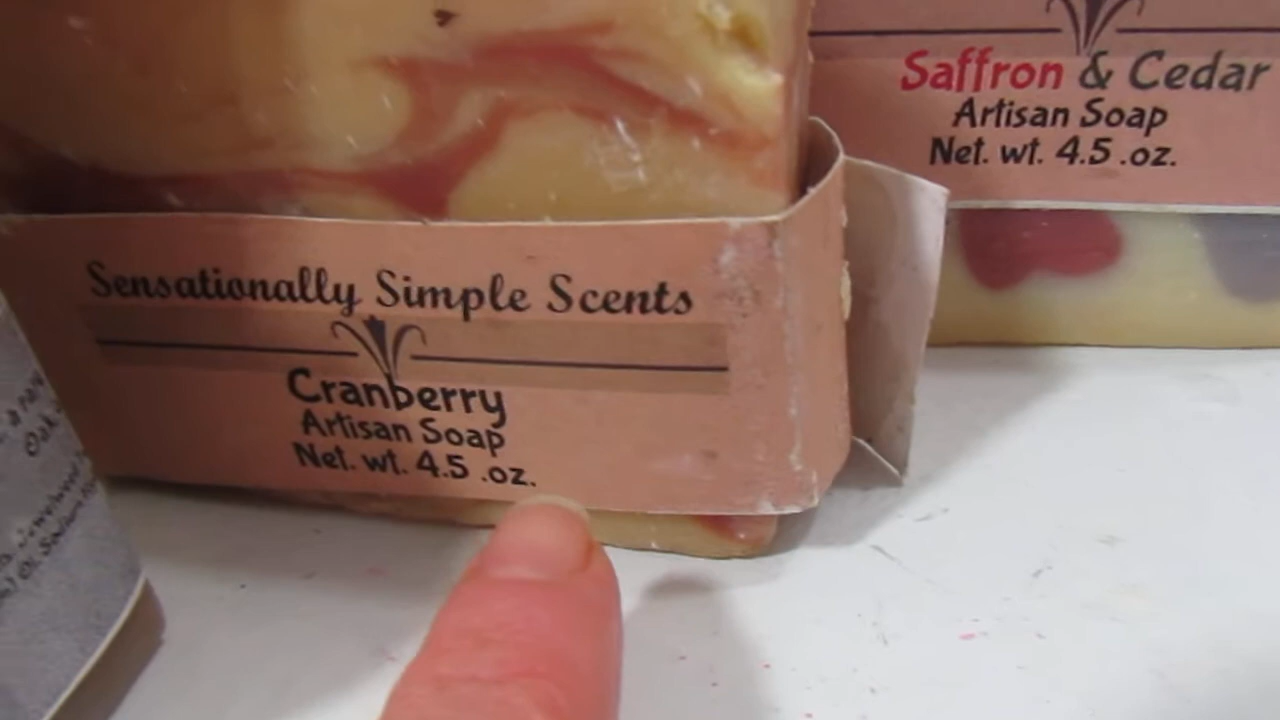 Saffron & Cedar
Artisan Soap
Net. wt. 4.5 .oz.
Sensationally Simple Scents
Cranberry
Artisan Soap
Net. wt. 4.5 .oz.
Oak